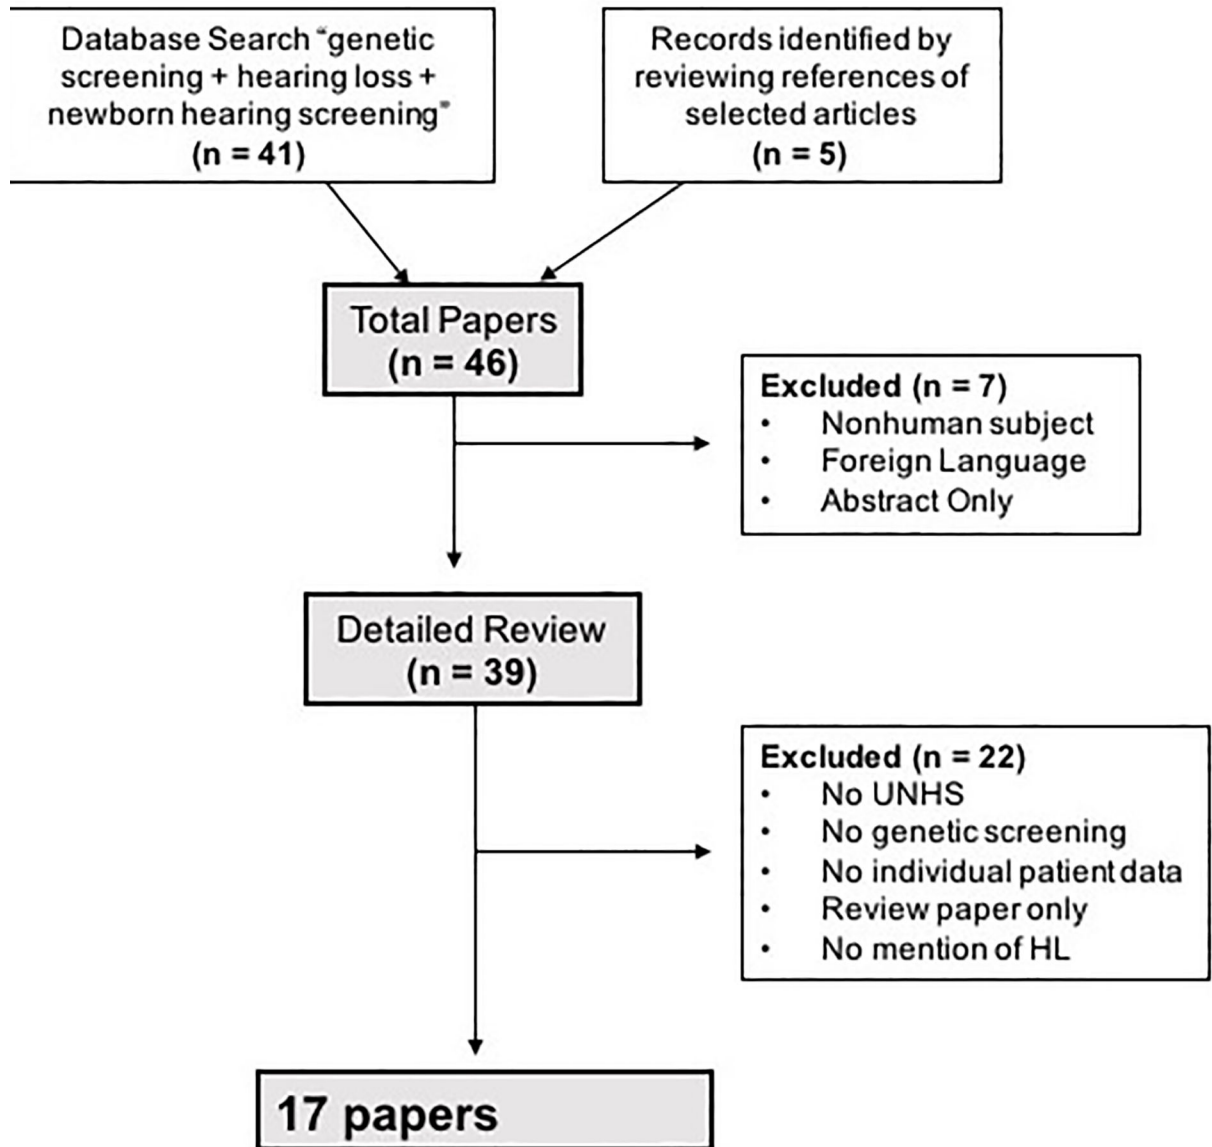 Database Search "genetic
screening + hearing loss +
newborn hearing screening"
(n = 41)
Records identified by
reviewing references of
selected articles
(n = 5)
Total Papers
(n = 46)
Excluded (n = 7)
• Nonhuman subject
• Foreign Language
• Abstract Only
Detailed Review
(n = 39)
Excluded (n = 22)
• No UNHS
• No genetic screening
• No individual patient data
• Review paper only
• No mention of HL
17 papers